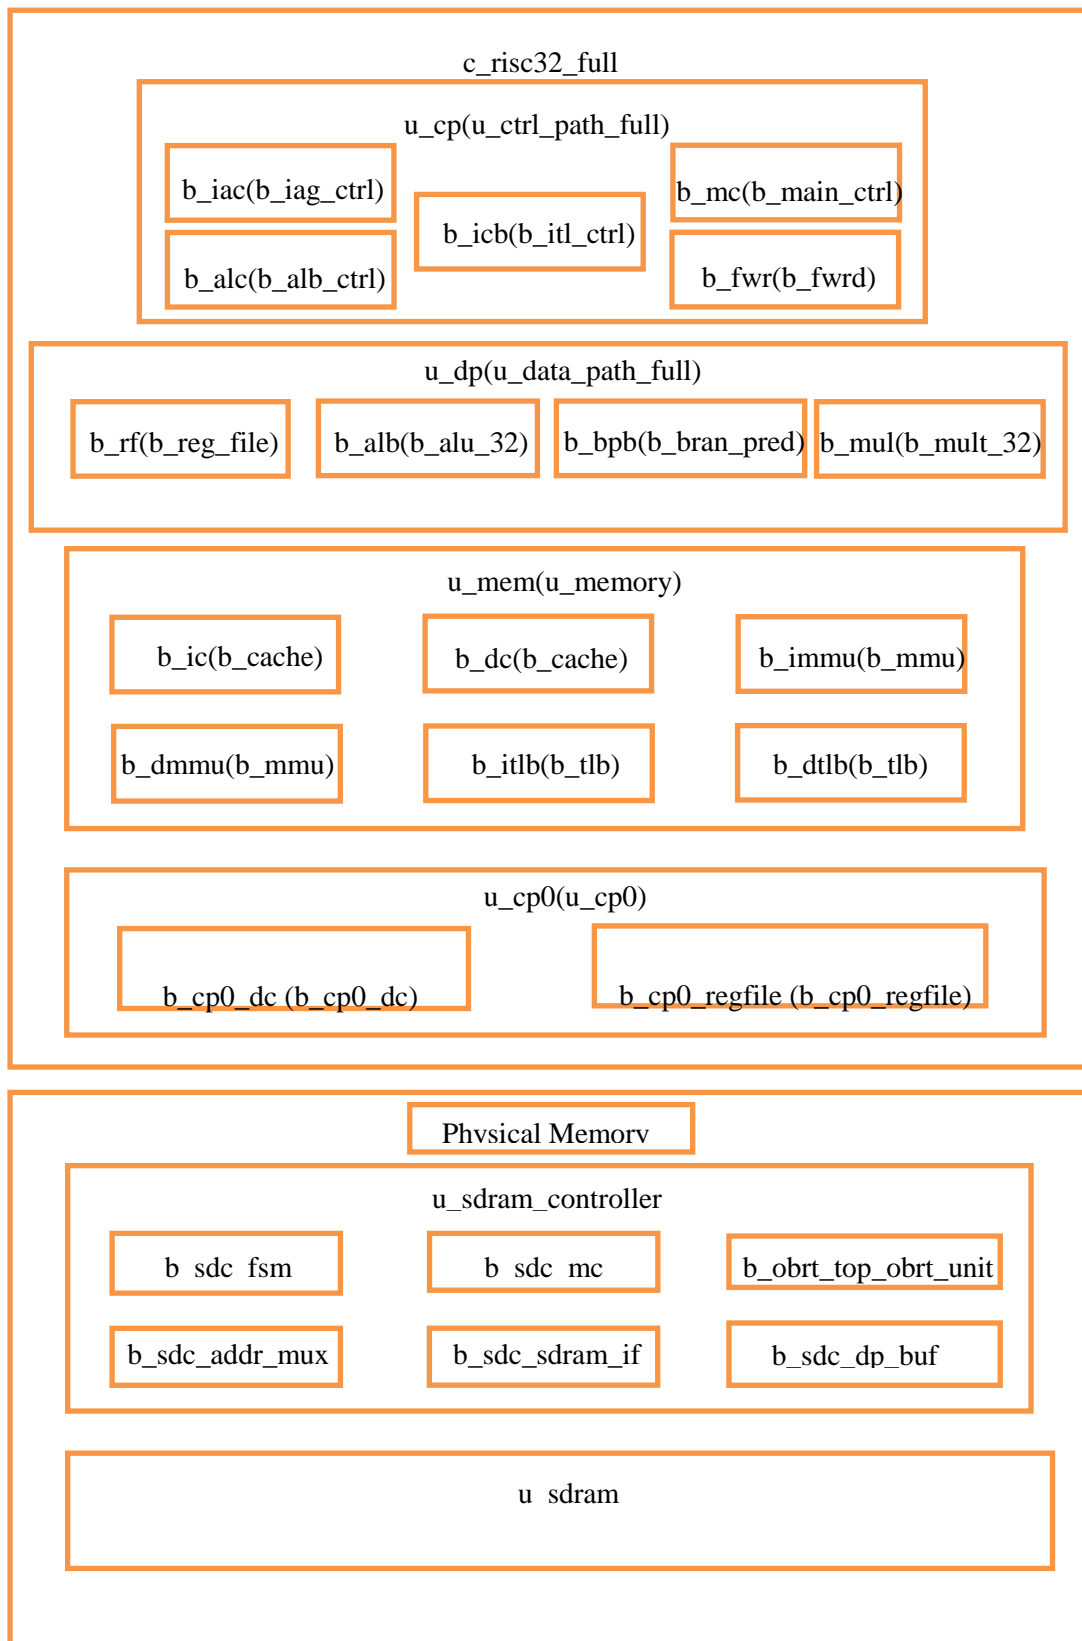 c_risc32_full
u_cp(u_ctrl_path_full)
b_iac(b_iag_ctrl)
b_mc(b_main_ctrl)
b_icb(b_itl_ctrl)
b_alc(b_alb_ctrl)
b_fwr(b_fwrd)
u_dp(u_data_path_full)
b_rf(b_reg_file)
b_alb(b_alu_32)
b_bpb(b_bran_pred)
b_mul(b_mult_32)
u_mem(u_memory)
b_ic(b_cache)
b_dc(b_cache)
b_immu(b_mmu)
b_dmmu(b_mmu)
b_itlb(b_tlb)
b_dtlb(b_tlb)
u_cp0(u_cp0)
b_cp0_dc (b_cp0_dc)
b_cp0_regfile (b_cp0_regfile)
Physical Memory
u_sdram_controller
b_sdc_fsm
b_sdc_mc
b_obrt_top_obrt_unit
b_sdc_addr_mux
b_sdc_sdram_if
b_sdc_dp_buf
u_sdram